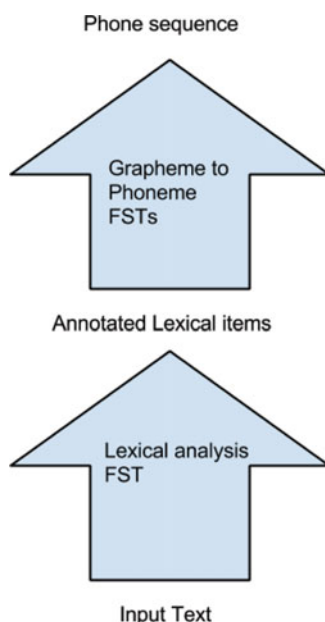 Phone sequence
Grapheme to
Phoneme
FSTs
Annotated Lexical items
Lexical analysis
FST
Input Text